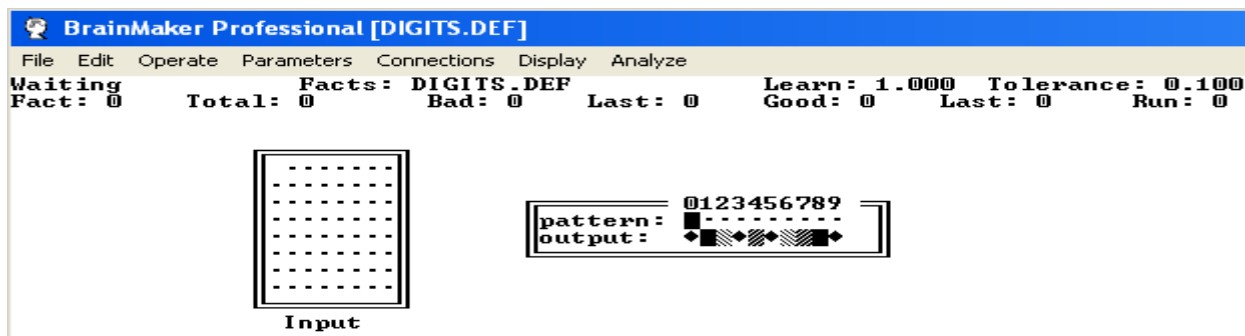 BrainMaker Professional [DIGITS.DEF]
File Edit Operate Parameters Connections Display Analyze
Waiting Facts: DIGITS.DEF Learn: 1.000 Tolerance: 0.100
Fact: 0 Total: 0 Bad: 0 Last: 0 Good: 0 Last: 0 Run: 0
0123456789
pattern:
output:
Input